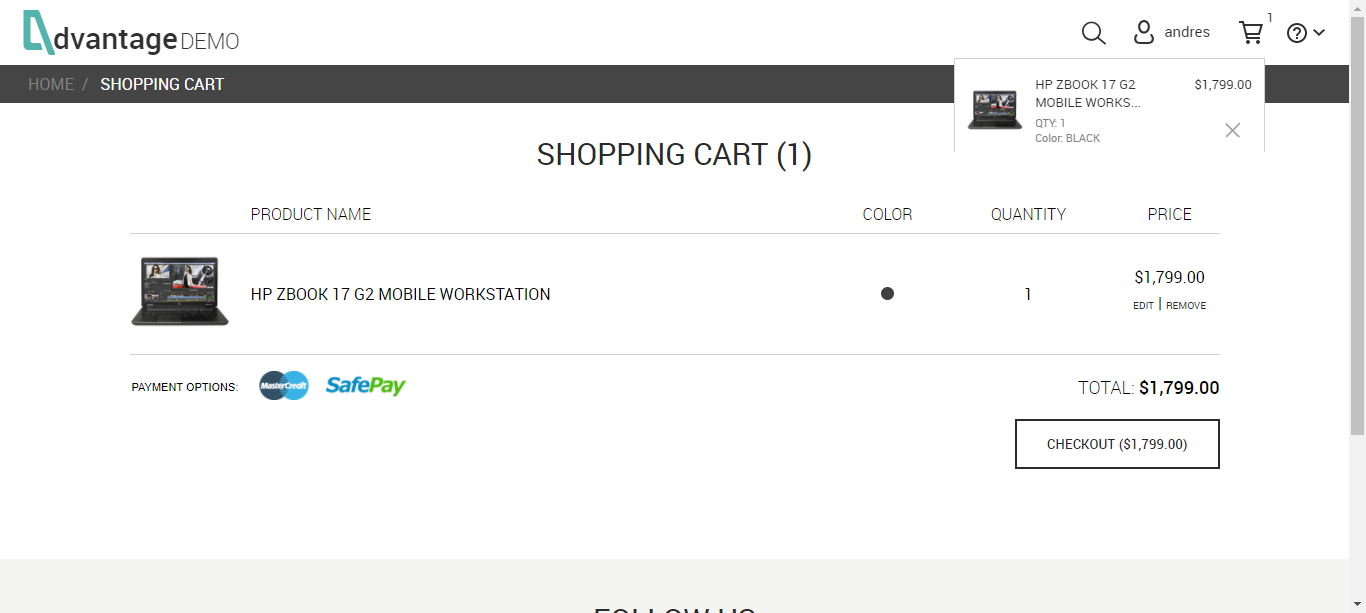 dvantage DEMO
andres
1
HOME / SHOPPING CART
HP ZBOOK 17 G2
MOBILE WORKS...
$1,799.00
QTY: 1
Color: BLACK
SHOPPING CART (1)
PRODUCT NAME COLOR QUANTITY PRICE
HP ZBOOK 17 G2 MOBILE WORKSTATION 1 $1,799.00
EDIT | REMOVE
PAYMENT OPTIONS: MasterCredit SafePay TOTAL: $1,799.00
CHECKOUT ($1,799.00)
FOLLOW US